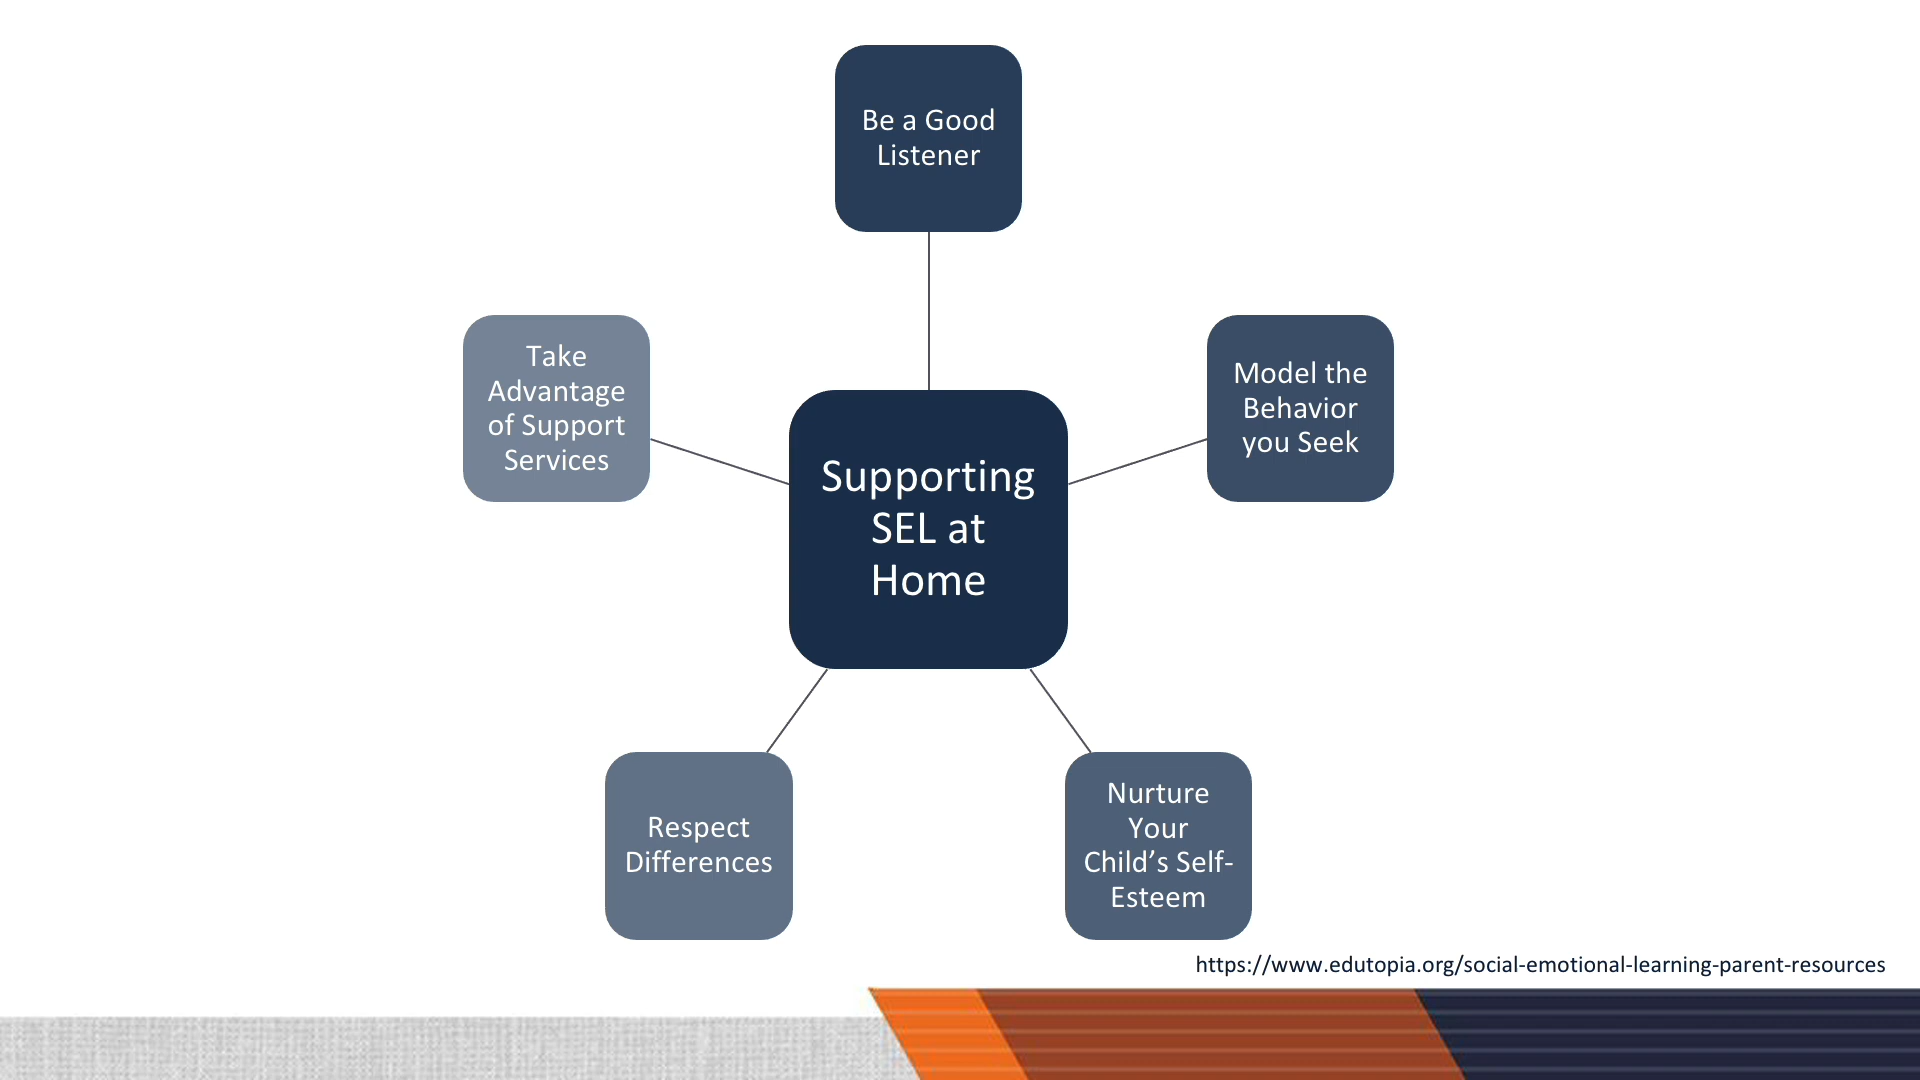 Be a Good
Listener
Take
Advantage
of Support
Services
Model the
Behavior
you Seek
Supporting
SEL at
Home
Respect
Differences
Nurture
Your
Child’s Self-
Esteem
https://www.edutopia.org/social-emotional-learning-parent-resources